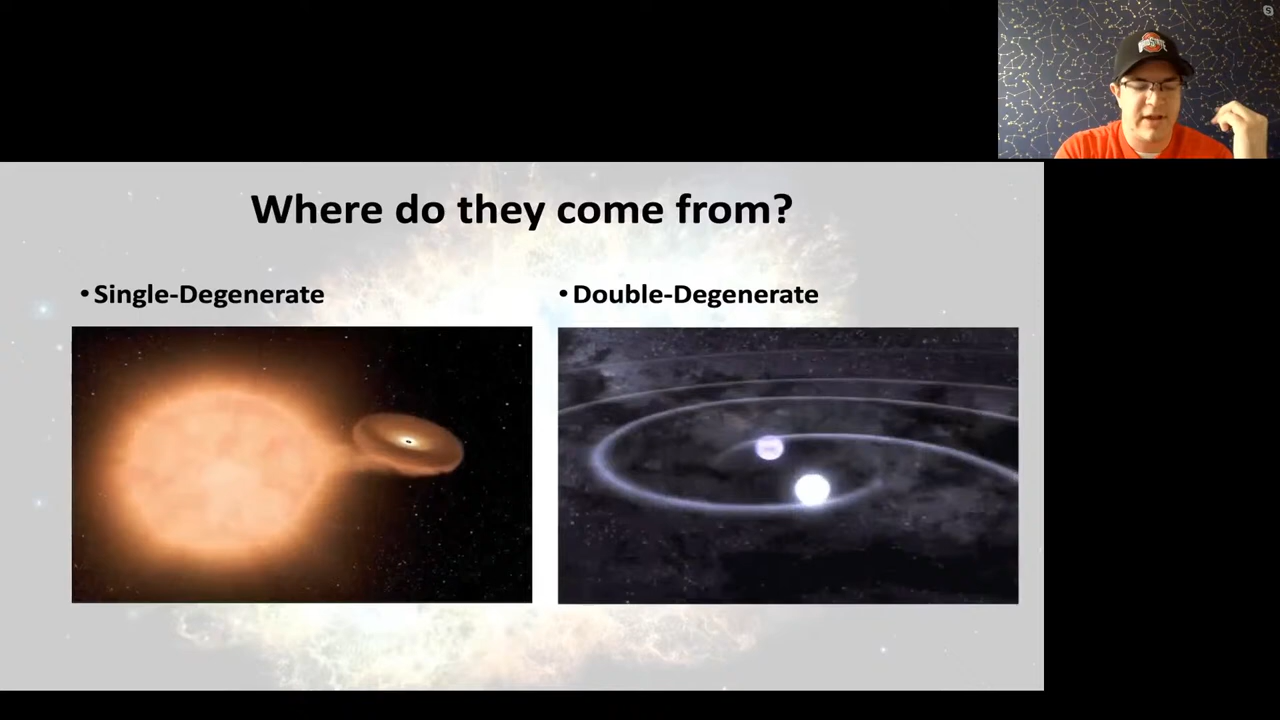 Where do they come from?
• Single-Degenerate
• Double-Degenerate